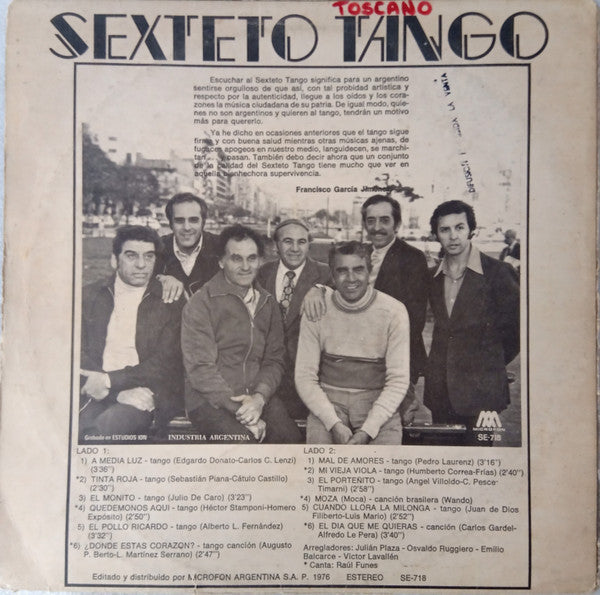 TOSCANO
SEXTETO TANGO
Escuchar al Sexteto Tango significa para un argentino
sentirse orgulloso de que así, con tal probidad artística y
respecto por la autenticidad, llegue a los oídos y los cora-
zones la música ciudadana de su patria. De igual modo, quie-
nes no son argentinos y quieren al tango, tendrán un motivo
más para quererlo.
Ya he dicho en ocasiones anteriores que el tango sigue
firme y con buena salud mientras otras músicas ajenas, de
fugaces apogeos en nuestro medio, languidecen, se marchi-
tan y pasan. También debo decir ahora que un conjunto
de la calidad del Sexteto Tango tiene mucho que ver en
aquella bienhechora supervivencia.
Francisco García Jiménez
DIFUSION LA VENTA
Grabado en ESTUDIOS ION
INDUSTRIA ARGENTINA
MICROFON
SE-718
LADO 1:
1) A MEDIA LUZ - tango (Edgardo Donato-Carlos C. Lenzi)
(3'36")
*2) TINTA ROJA - tango (Sebastián Piana-Cátulo Castillo)
(2'30")
3) EL MONITO - tango (Julio De Caro) (3'23")
*4) QUEDEMONOS AQUI - tango (Héctor Stamponi-Homero
Expósito) (2'50")
5) EL POLLO RICARDO - tango (Alberto L. Fernández)
(3'32")
*6) ¿DONDE ESTAS CORAZON? - tango canción (Augusto
P. Berto-L. Martínez Serrano) (2'47")
LADO 2:
1) MAL DE AMORES - tango (Pedro Laurenz) (3'16")
*2) MI VIEJA VIOLA - tango (Humberto Correa-Frías) (2'40")
3) EL PORTEÑITO - tango (Angel Villoldo-C. Pesce-
Timarni) (2'58")
*4) MOZA (Moca) - canción brasilera (Wando)
5) CUANDO LLORA LA MILONGA - tango (Juan de Dios
Filiberto-Luis Mario) (2'52")
*6) EL DIA QUE ME QUIERAS - canción (Carlos Gardel-
Alfredo Le Pera) (3'40")
Arregladores: Julián Plaza - Osvaldo Ruggiero - Emilio
Balcarce - Víctor Lavallén
* Canta: Raúl Funes
Editado y distribuido por MICROFON ARGENTINA S.A. P. 1976 ESTEREO SE-718